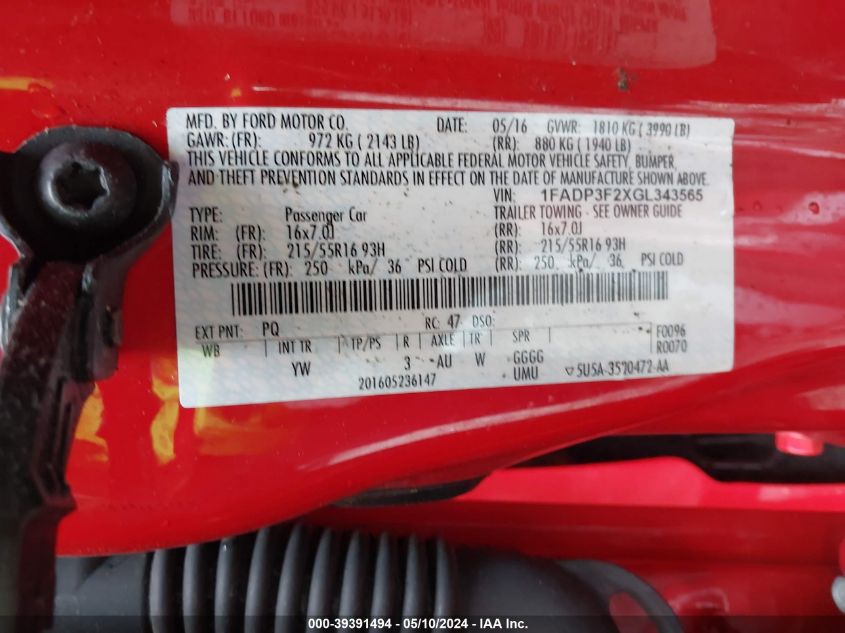 MFD. BY FORD MOTOR CO. DATE: 05/16 GVWR: 1810 KG ( 3990 LB)
GAWR: (FR): 972 KG ( 2143 LB) (RR): 880 KG ( 1940 LB)
THIS VEHICLE CONFORMS TO ALL APPLICABLE FEDERAL MOTOR VEHICLE SAFETY, BUMPER,
AND THEFT PREVENTION STANDARDS IN EFFECT ON THE DATE OF MANUFACTURE SHOWN ABOVE.
VIN: 1FADP3F2XGL343565
TYPE: Passenger Car TRAILER TOWING - SEE OWNER GUIDE
RIM: (FR): 16x7.0J (RR): 16x7.0J
TIRE: (FR): 215/55R16 93H (RR): 215/55R16 93H
PRESSURE: (FR): 250 kPa/ 36 PSI COLD (RR): 250 kPa/ 36 PSI COLD
EXT PNT: PQ RC: 47 DSO: F0096
WB INT TR TP/PS R AXLE TR SPR R0070
YW 3 AU W GGGG
201605236147 UMU 5U5A-3520472-AA
000-39391494 - 05/10/2024 - IAA Inc.